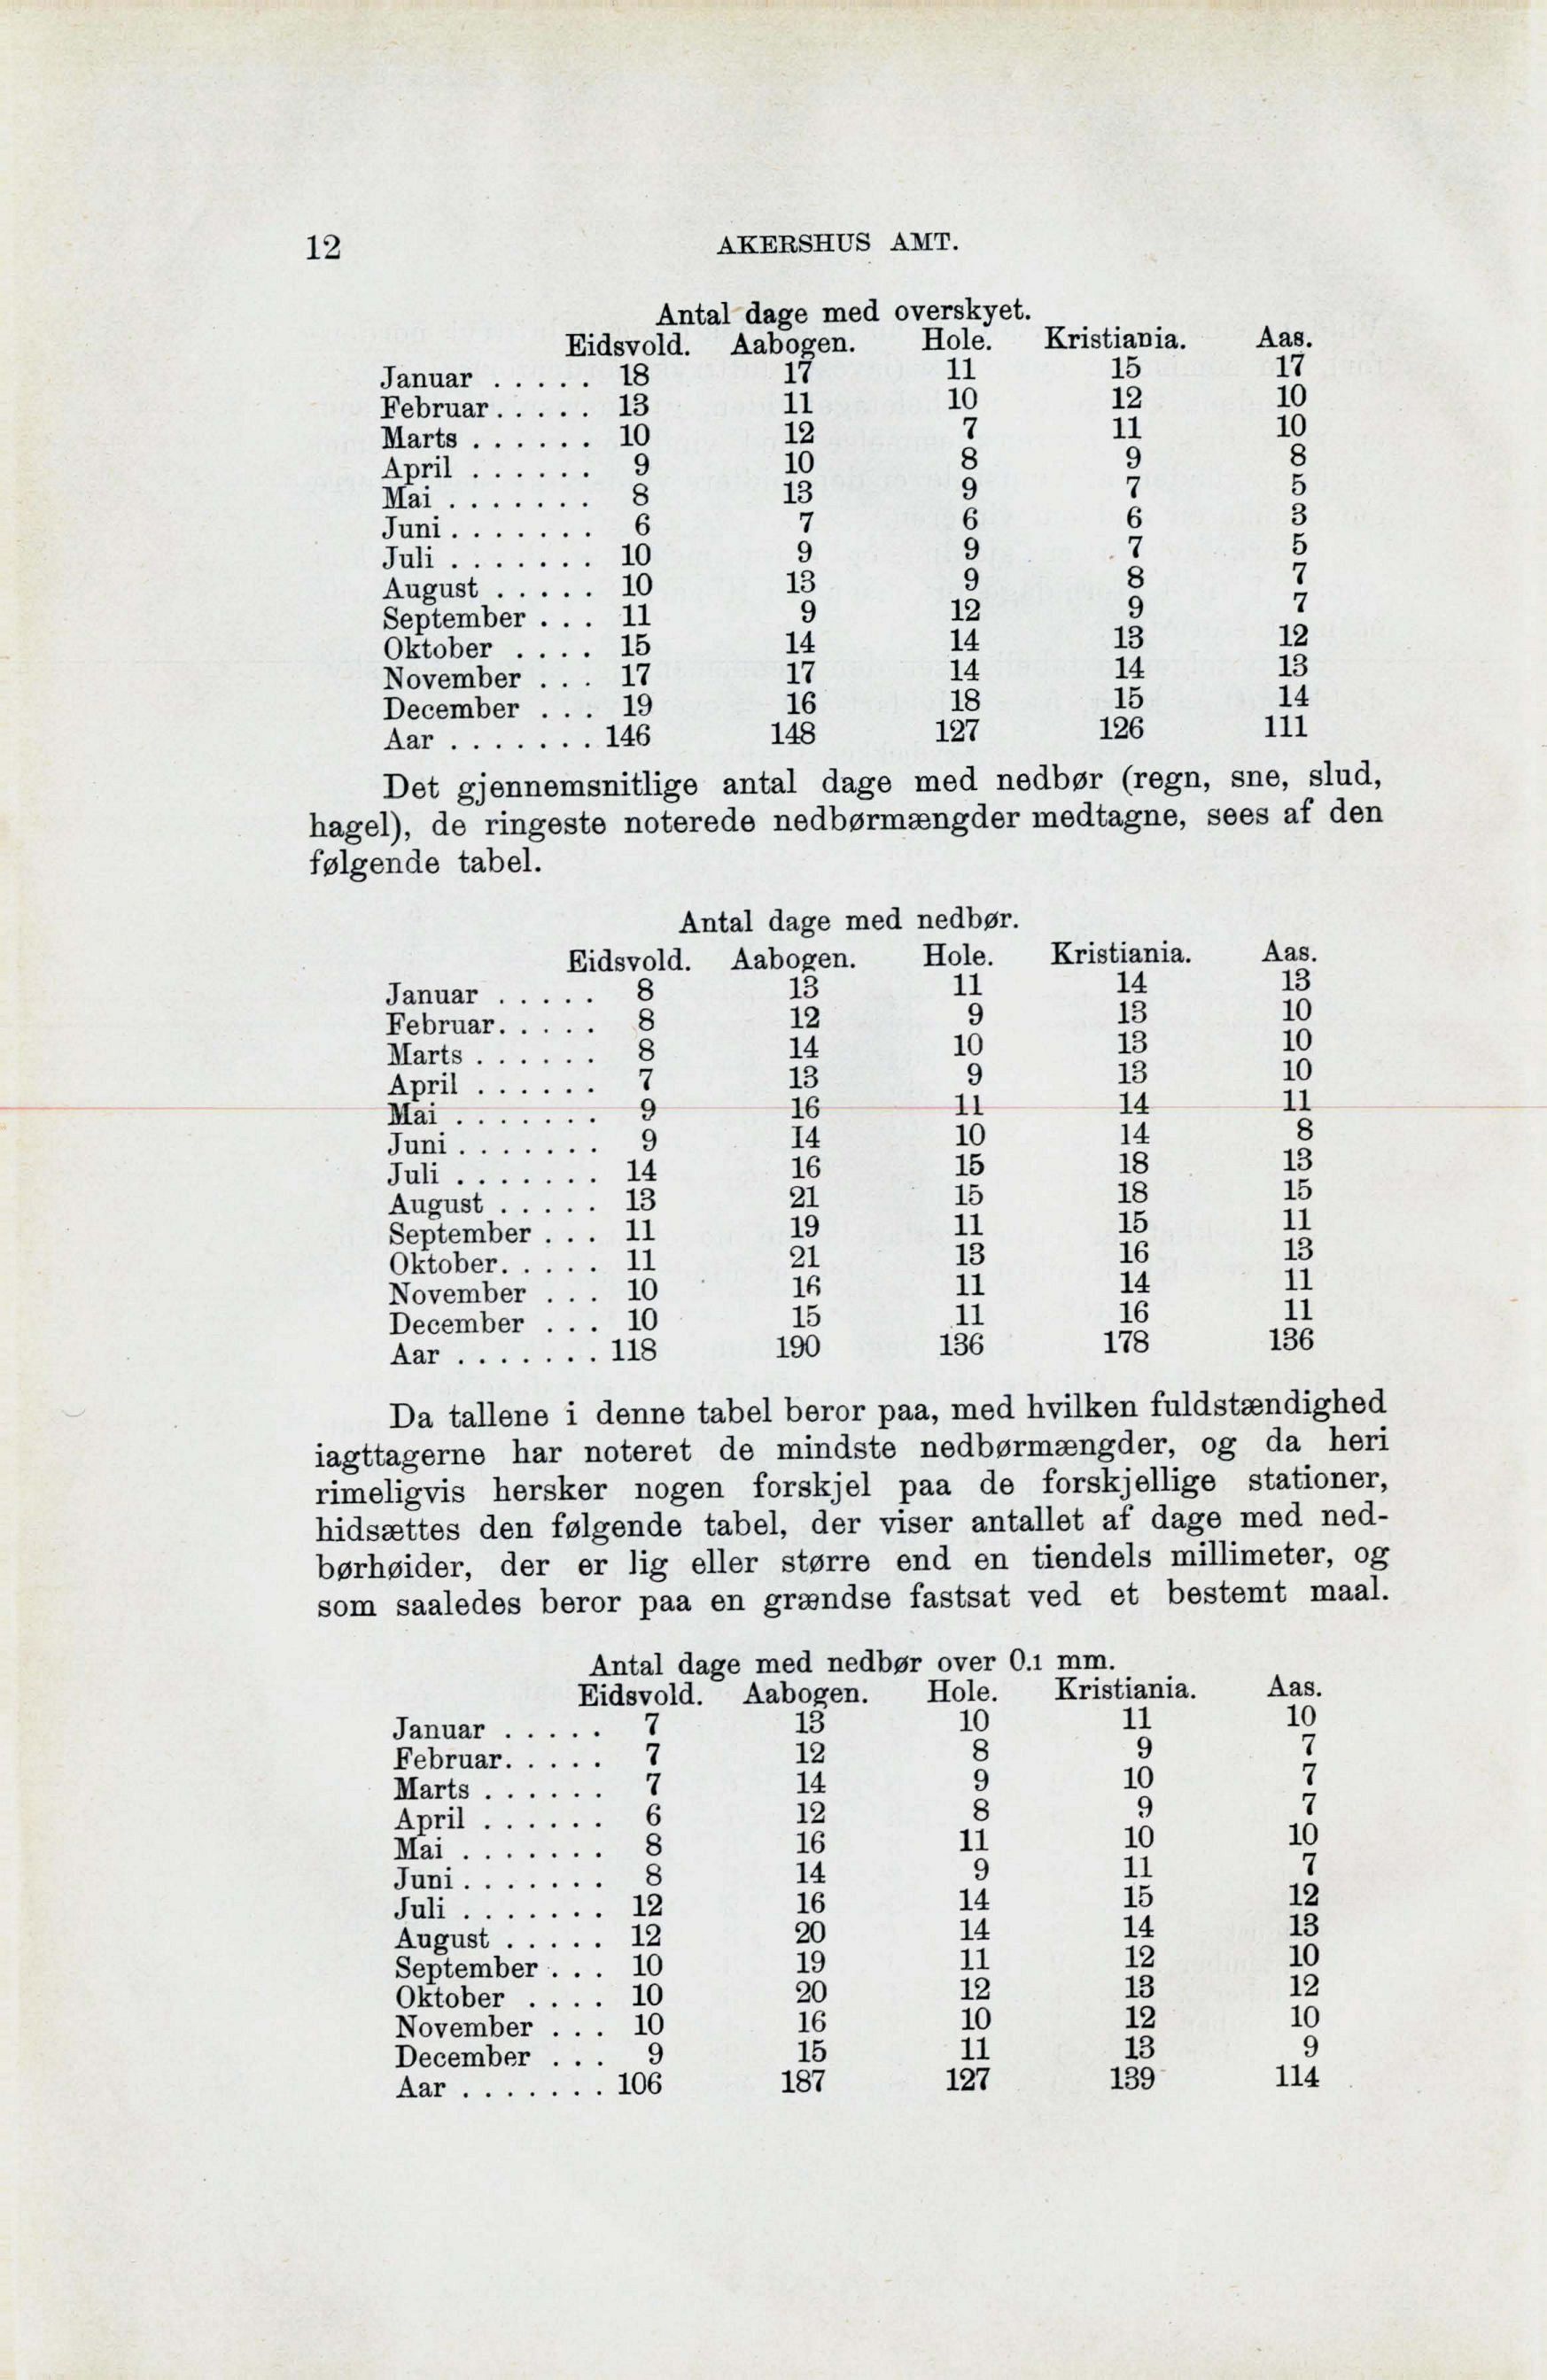 12 AKERSHUS AMT.
Antal dage med overskyet.
Eidsvold. Aabogen. Hole. Kristiania. Aas.
Januar . . . . . 18 17 11 15 17
Februar. . . . . 13 11 10 12 10
Marts . . . . . . 10 12 7 11 10
April . . . . . . 9 10 8 9 8
Mai . . . . . . . 8 13 9 7 5
Juni. . . . . . . 6 7 6 6 3
Juli . . . . . . . 10 9 9 7 5
August . . . . . 10 13 9 8 7
September . . . 11 9 12 9 7
Oktober . . . . 15 14 14 13 12
November . . . 17 17 14 14 13
December . . . 19 16 18 15 14
Aar . . . . . . . 146 148 127 126 111
Det gjennemsnitlige antal dage med nedbør (regn, sne, slud,
hagel), de ringeste noterede nedbørmængder medtagne, sees af den
følgende tabel.
Antal dage med nedbør.
Eidsvold. Aabogen. Hole. Kristiania. Aas.
Januar . . . . . 8 13 11 14 13
Februar. . . . . 8 12 9 13 10
Marts . . . . . . 8 14 10 13 10
April . . . . . . 7 13 9 13 10
Mai . . . . . . . 9 16 11 14 11
Juni. . . . . . . 9 14 10 14 8
Juli . . . . . . . 14 16 15 18 13
August . . . . . 13 21 15 18 15
September . . . 11 19 11 15 11
Oktober. . . . . 11 21 13 16 13
November . . . 10 16 11 14 11
December . . . 10 15 11 16 11
Aar . . . . . . . 118 190 136 178 136
Da tallene i denne tabel beror paa, med hvilken fuldstændighed
iagttagerne har noteret de mindste nedbørmængder, og da heri
rimeligvis hersker nogen forskjel paa de forskjellige stationer,
hidsættes den følgende tabel, der viser antallet af dage med ned-
børhøider, der er lig eller større end en tiendels millimeter, og
som saaledes beror paa en grændse fastsat ved et bestemt maal.
Antal dage med nedbør over 0.1 mm.
Eidsvold. Aabogen. Hole. Kristiania. Aas.
Januar . . . . . 7 13 10 11 10
Februar. . . . . 7 12 8 9 7
Marts . . . . . . 7 14 9 10 7
April . . . . . . 6 12 8 9 7
Mai . . . . . . . 8 16 11 10 10
Juni. . . . . . . 8 14 9 11 7
Juli . . . . . . . 12 16 14 15 12
August . . . . . 12 20 14 14 13
September . . . 10 19 11 12 10
Oktober . . . . 10 20 12 13 12
November . . . 10 16 10 12 10
December . . . 9 15 11 13 9
Aar . . . . . . . 106 187 127 139 114